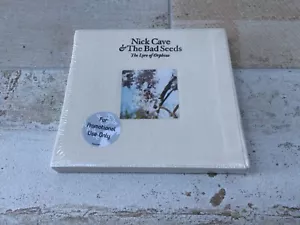 Nick Cave
& The Bad Seeds
The Lyre of Orpheus
For
Promotional
Use Only